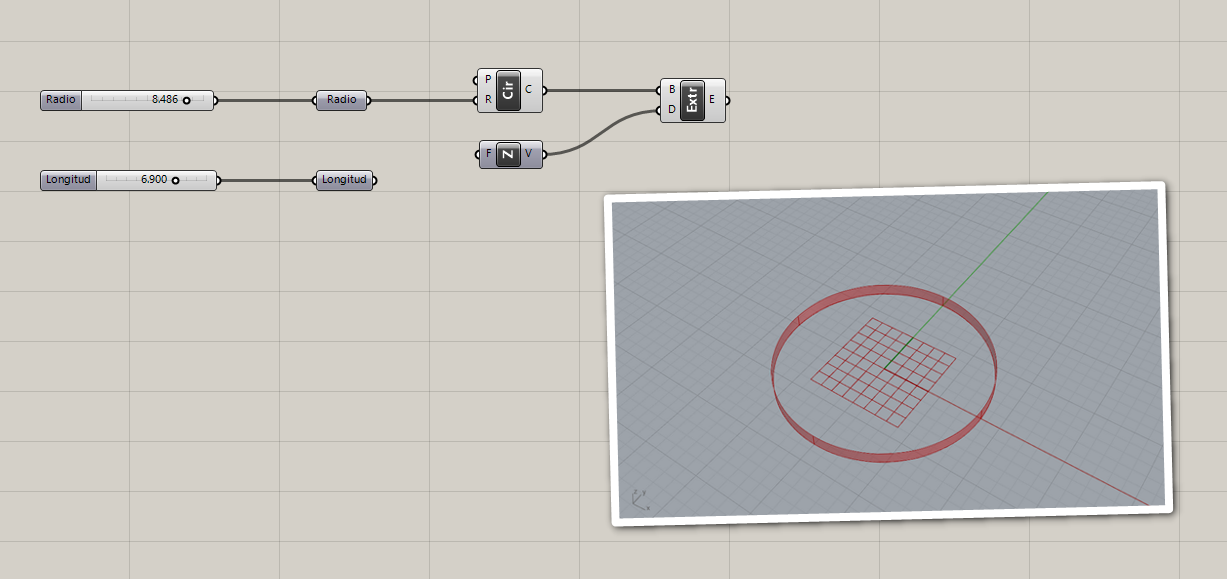 Radio 8.486
Radio
P
R
Cir
C
B
D
Extr
E
F
Z
V
Longitud 6.900
Longitud